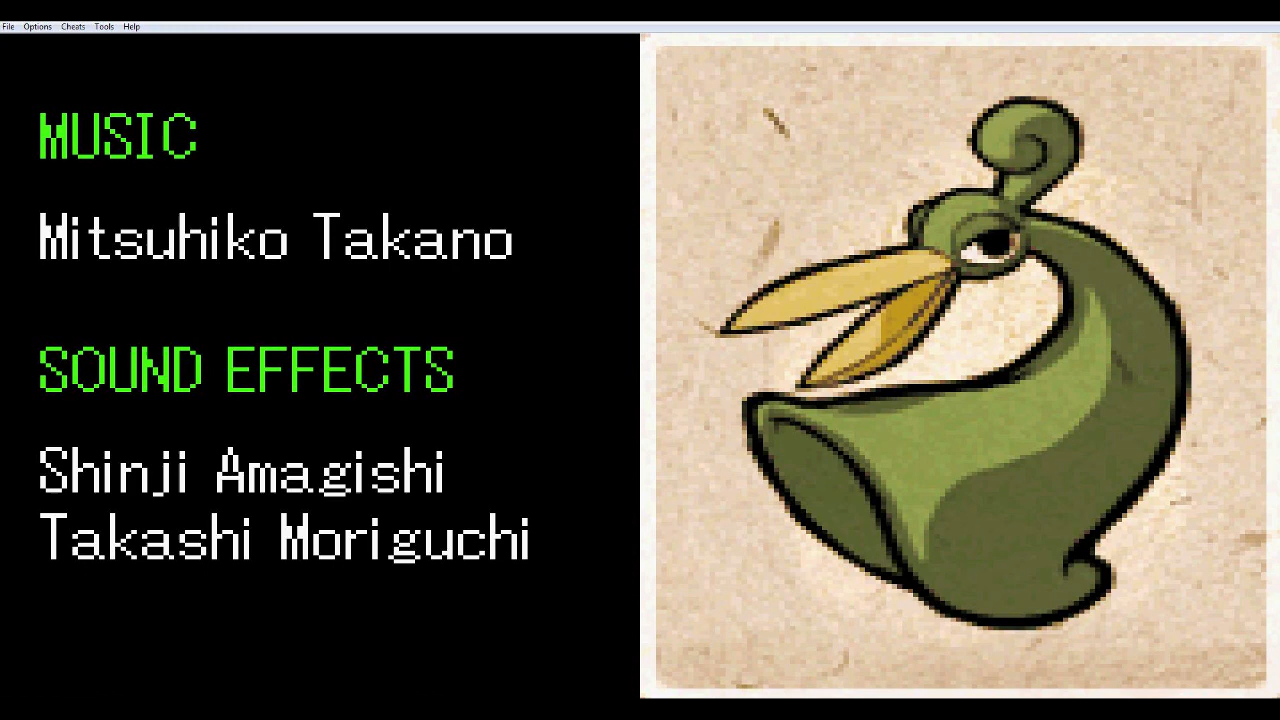 File Options Cheats Tools Help
MUSIC
Mitsuhiko Takano
SOUND EFFECTS
Shinji Amagishi
Takashi Moriguchi